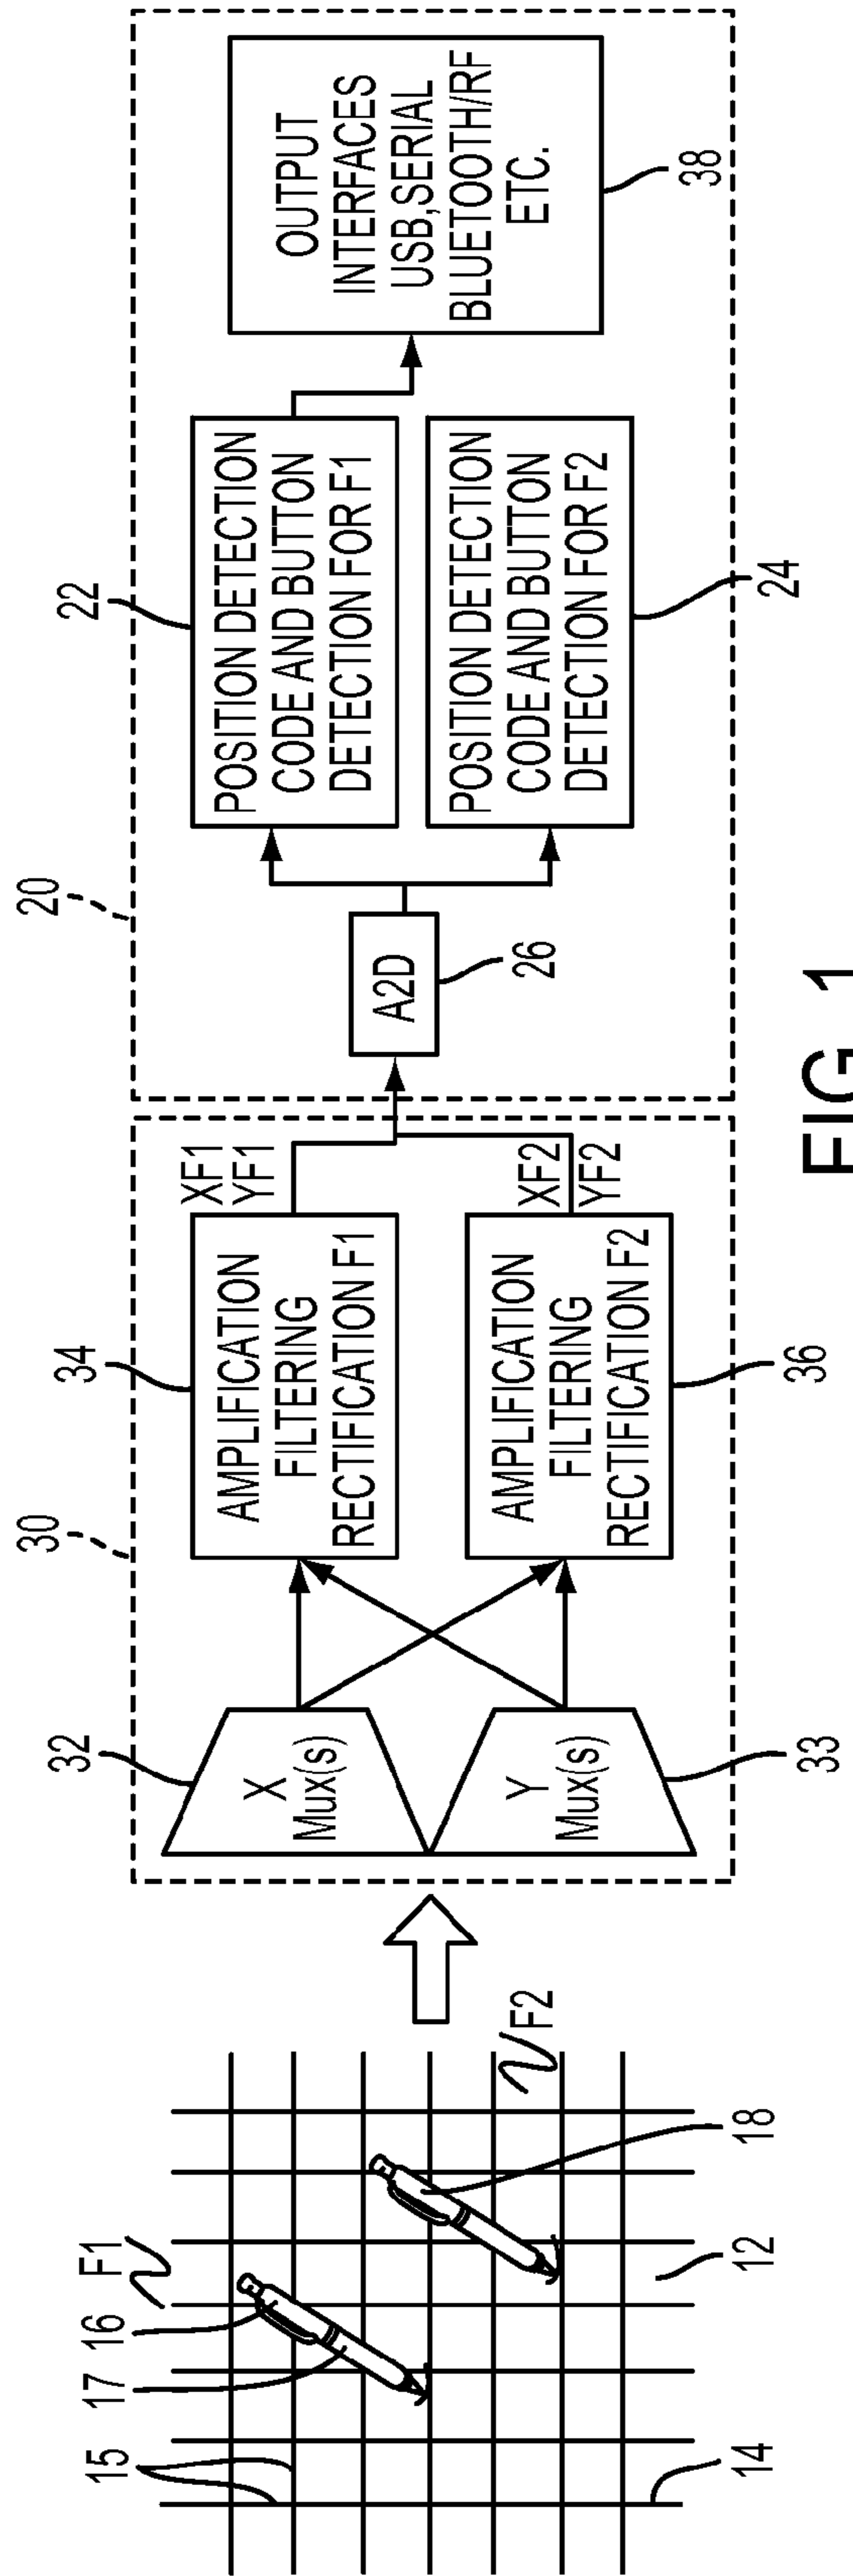 15
17
16
F1
14
12
18
F2
30
32
X
Mux(s)
Y
Mux(s)
33
34
AMPLIFICATION
FILTERING
RECTIFICATION F1
XF1
YF1
AMPLIFICATION
FILTERING
RECTIFICATION F2
XF2
YF2
36
20
A2D
26
22
POSITION DETECTION
CODE AND BUTTON
DETECTION FOR F1
POSITION DETECTION
CODE AND BUTTON
DETECTION FOR F2
24
OUTPUT
INTERFACES
USB,SERIAL
BLUETOOTH/RF
ETC.
38
FIG. 1